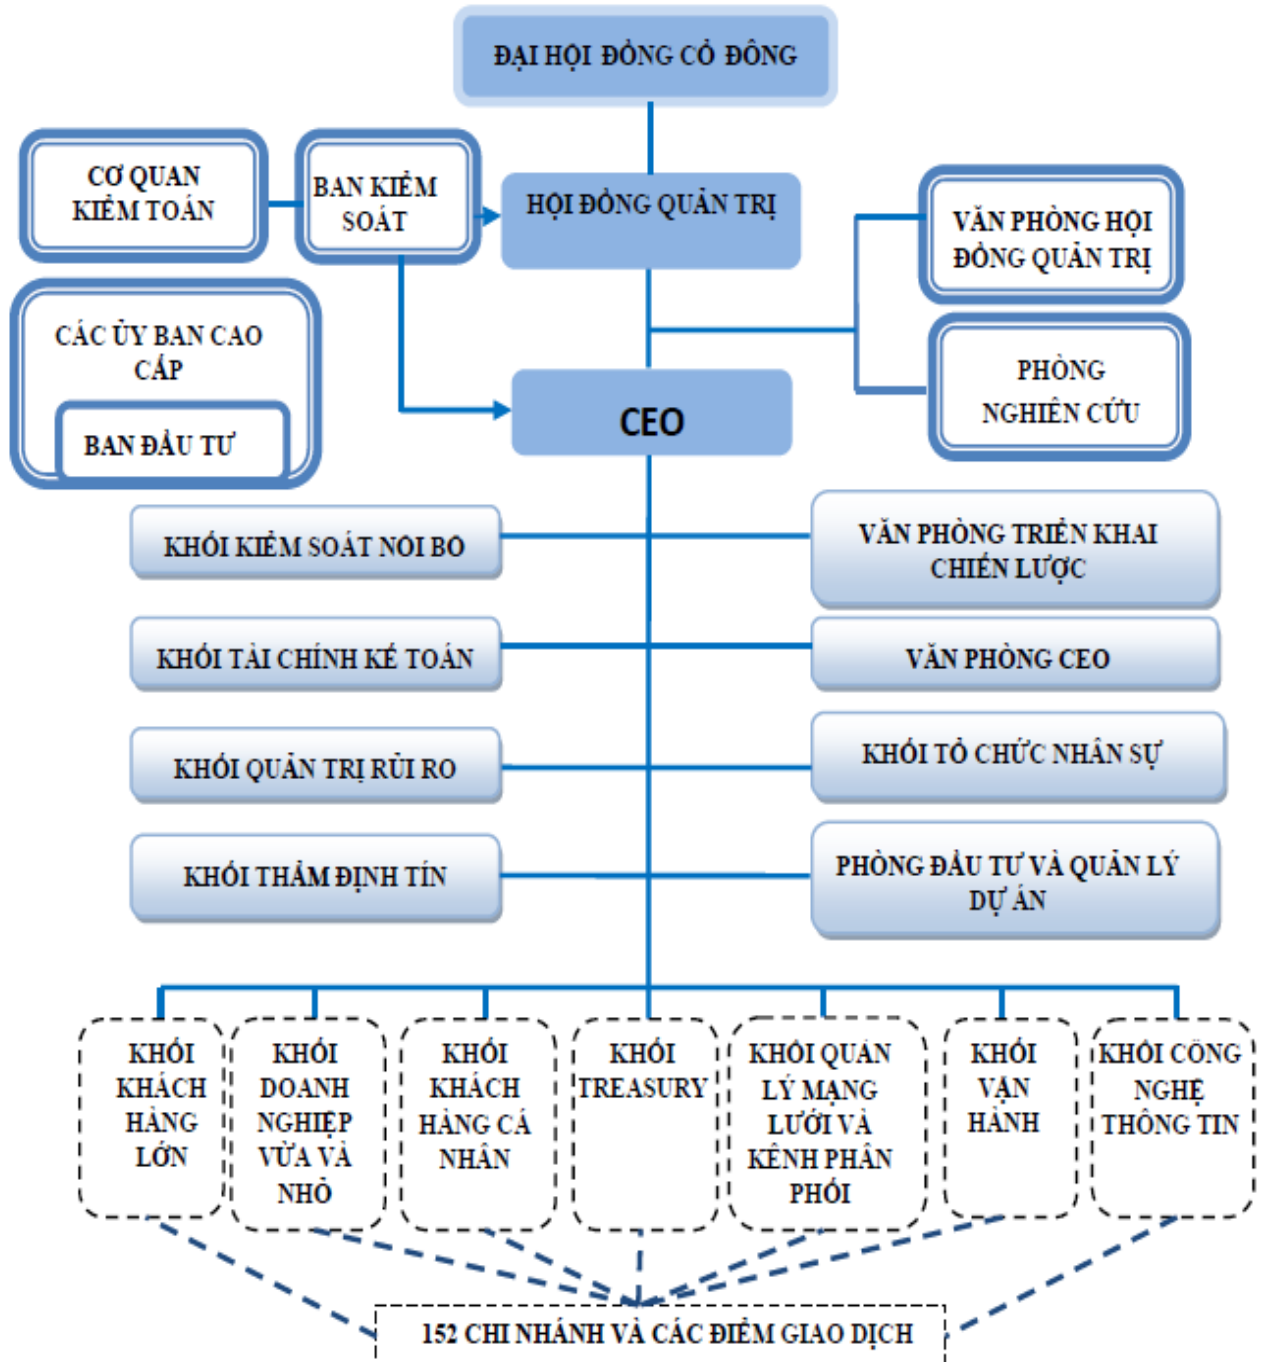 ĐẠI HỘI ĐỒNG CỔ ĐÔNG
CƠ QUAN
KIỂM TOÁN
BAN KIỂM
SOÁT
HỘI ĐỒNG QUẢN TRỊ
VĂN PHÒNG HỘI
ĐỒNG QUẢN TRỊ
CÁC ỦY BAN CAO
CẤP
BAN ĐẦU TƯ
CEO
PHÒNG
NGHIÊN CỨU
KHỐI KIỂM SOÁT NÔI BÔ
VĂN PHÒNG TRIỂN KHAI
CHIẾN LƯỢC
KHỐI TÀI CHÍNH KẾ TOÁN
VĂN PHÒNG CEO
KHỐI QUẢN TRỊ RỦI RO
KHỐI TỔ CHỨC NHÂN SỰ
KHỐI THẨM ĐỊNH TÍN
PHÒNG ĐẦU TƯ VÀ QUẢN LÝ
DỰ ÁN
KHỐI
KHÁCH
HÀNG
LỚN
KHỐI
DOANH
NGHIỆP
VỪA VÀ
NHỎ
KHỐI
KHÁCH
HÀNG CÁ
NHÂN
KHỐI
TREASURY
KHỐI QUẢN
LÝ MẠNG
LƯỚI VÀ
KÊNH PHÂN
PHỐI
KHỐI
VẬN
HÀNH
KHỐI CÔNG
NGHỆ
THÔNG TIN
152 CHI NHÁNH VÀ CÁC ĐIỂM GIAO DỊCH